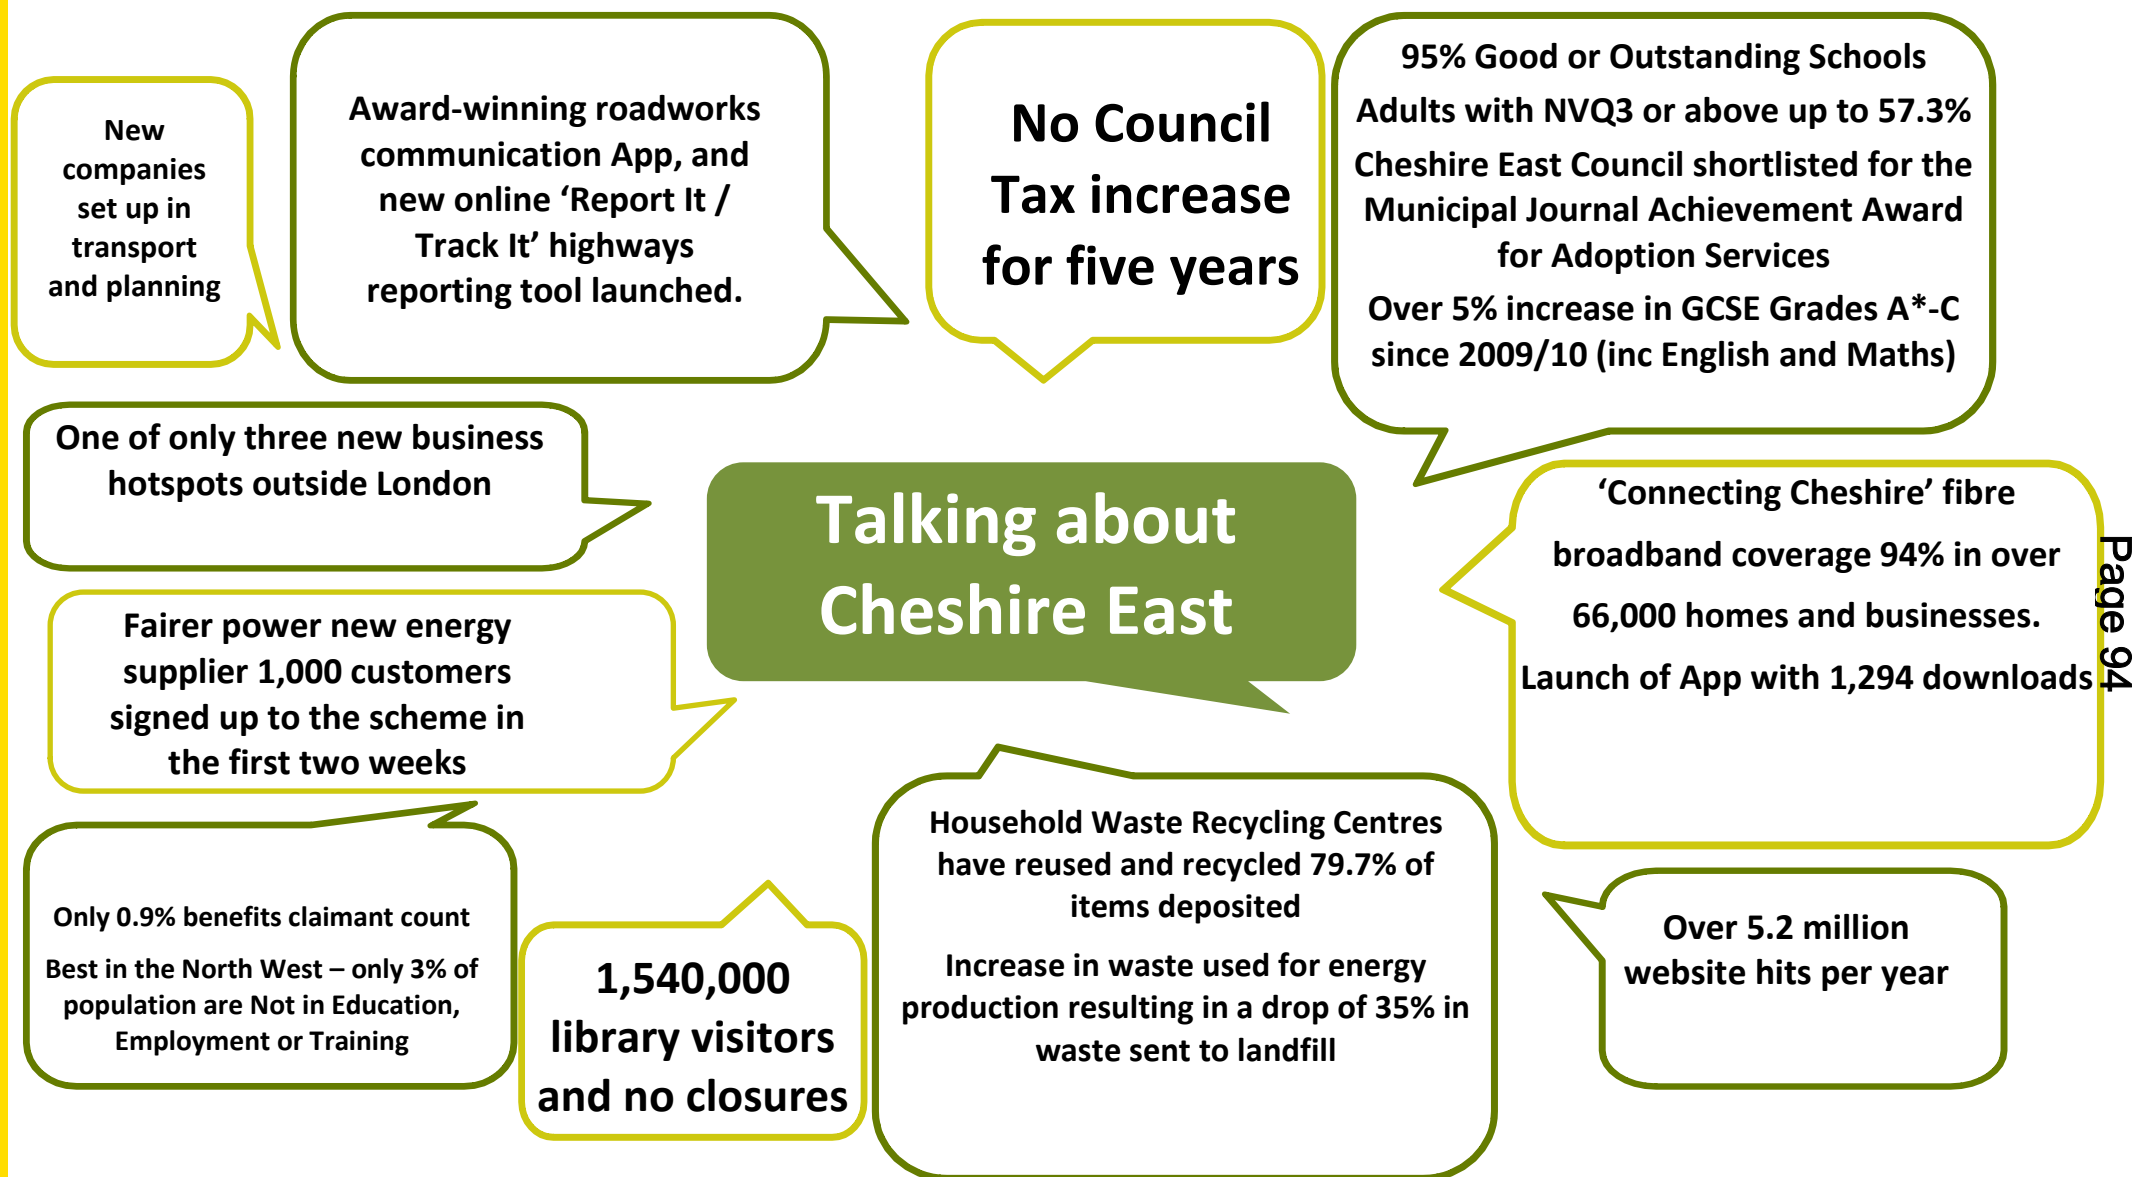 New
companies
set up in
transport
and planning
Award-winning roadworks
communication App, and
new online ‘Report It /
Track It’ highways
reporting tool launched.
No Council
Tax increase
for five years
95% Good or Outstanding Schools
Adults with NVQ3 or above up to 57.3%
Cheshire East Council shortlisted for the
Municipal Journal Achievement Award
for Adoption Services
Over 5% increase in GCSE Grades A*-C
since 2009/10 (inc English and Maths)
One of only three new business
hotspots outside London
Talking about
Cheshire East
‘Connecting Cheshire’ fibre
broadband coverage 94% in over
66,000 homes and businesses.
Launch of App with 1,294 downloads
Page 94
Fairer power new energy
supplier 1,000 customers
signed up to the scheme in
the first two weeks
Only 0.9% benefits claimant count
Best in the North West – only 3% of
population are Not in Education,
Employment or Training
1,540,000
library visitors
and no closures
Household Waste Recycling Centres
have reused and recycled 79.7% of
items deposited
Increase in waste used for energy
production resulting in a drop of 35% in
waste sent to landfill
Over 5.2 million
website hits per year